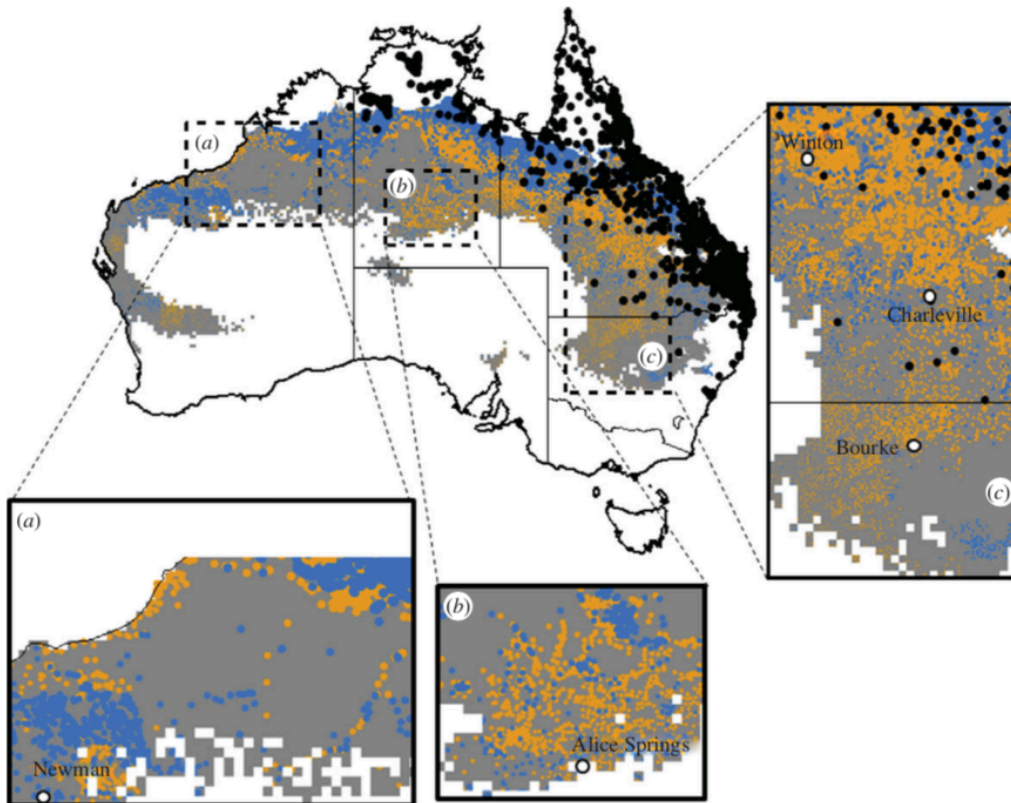 (a)
(b)
(c)
Winton
Charleville
Bourke
(c)
(a)
Newman
(b)
Alice Springs